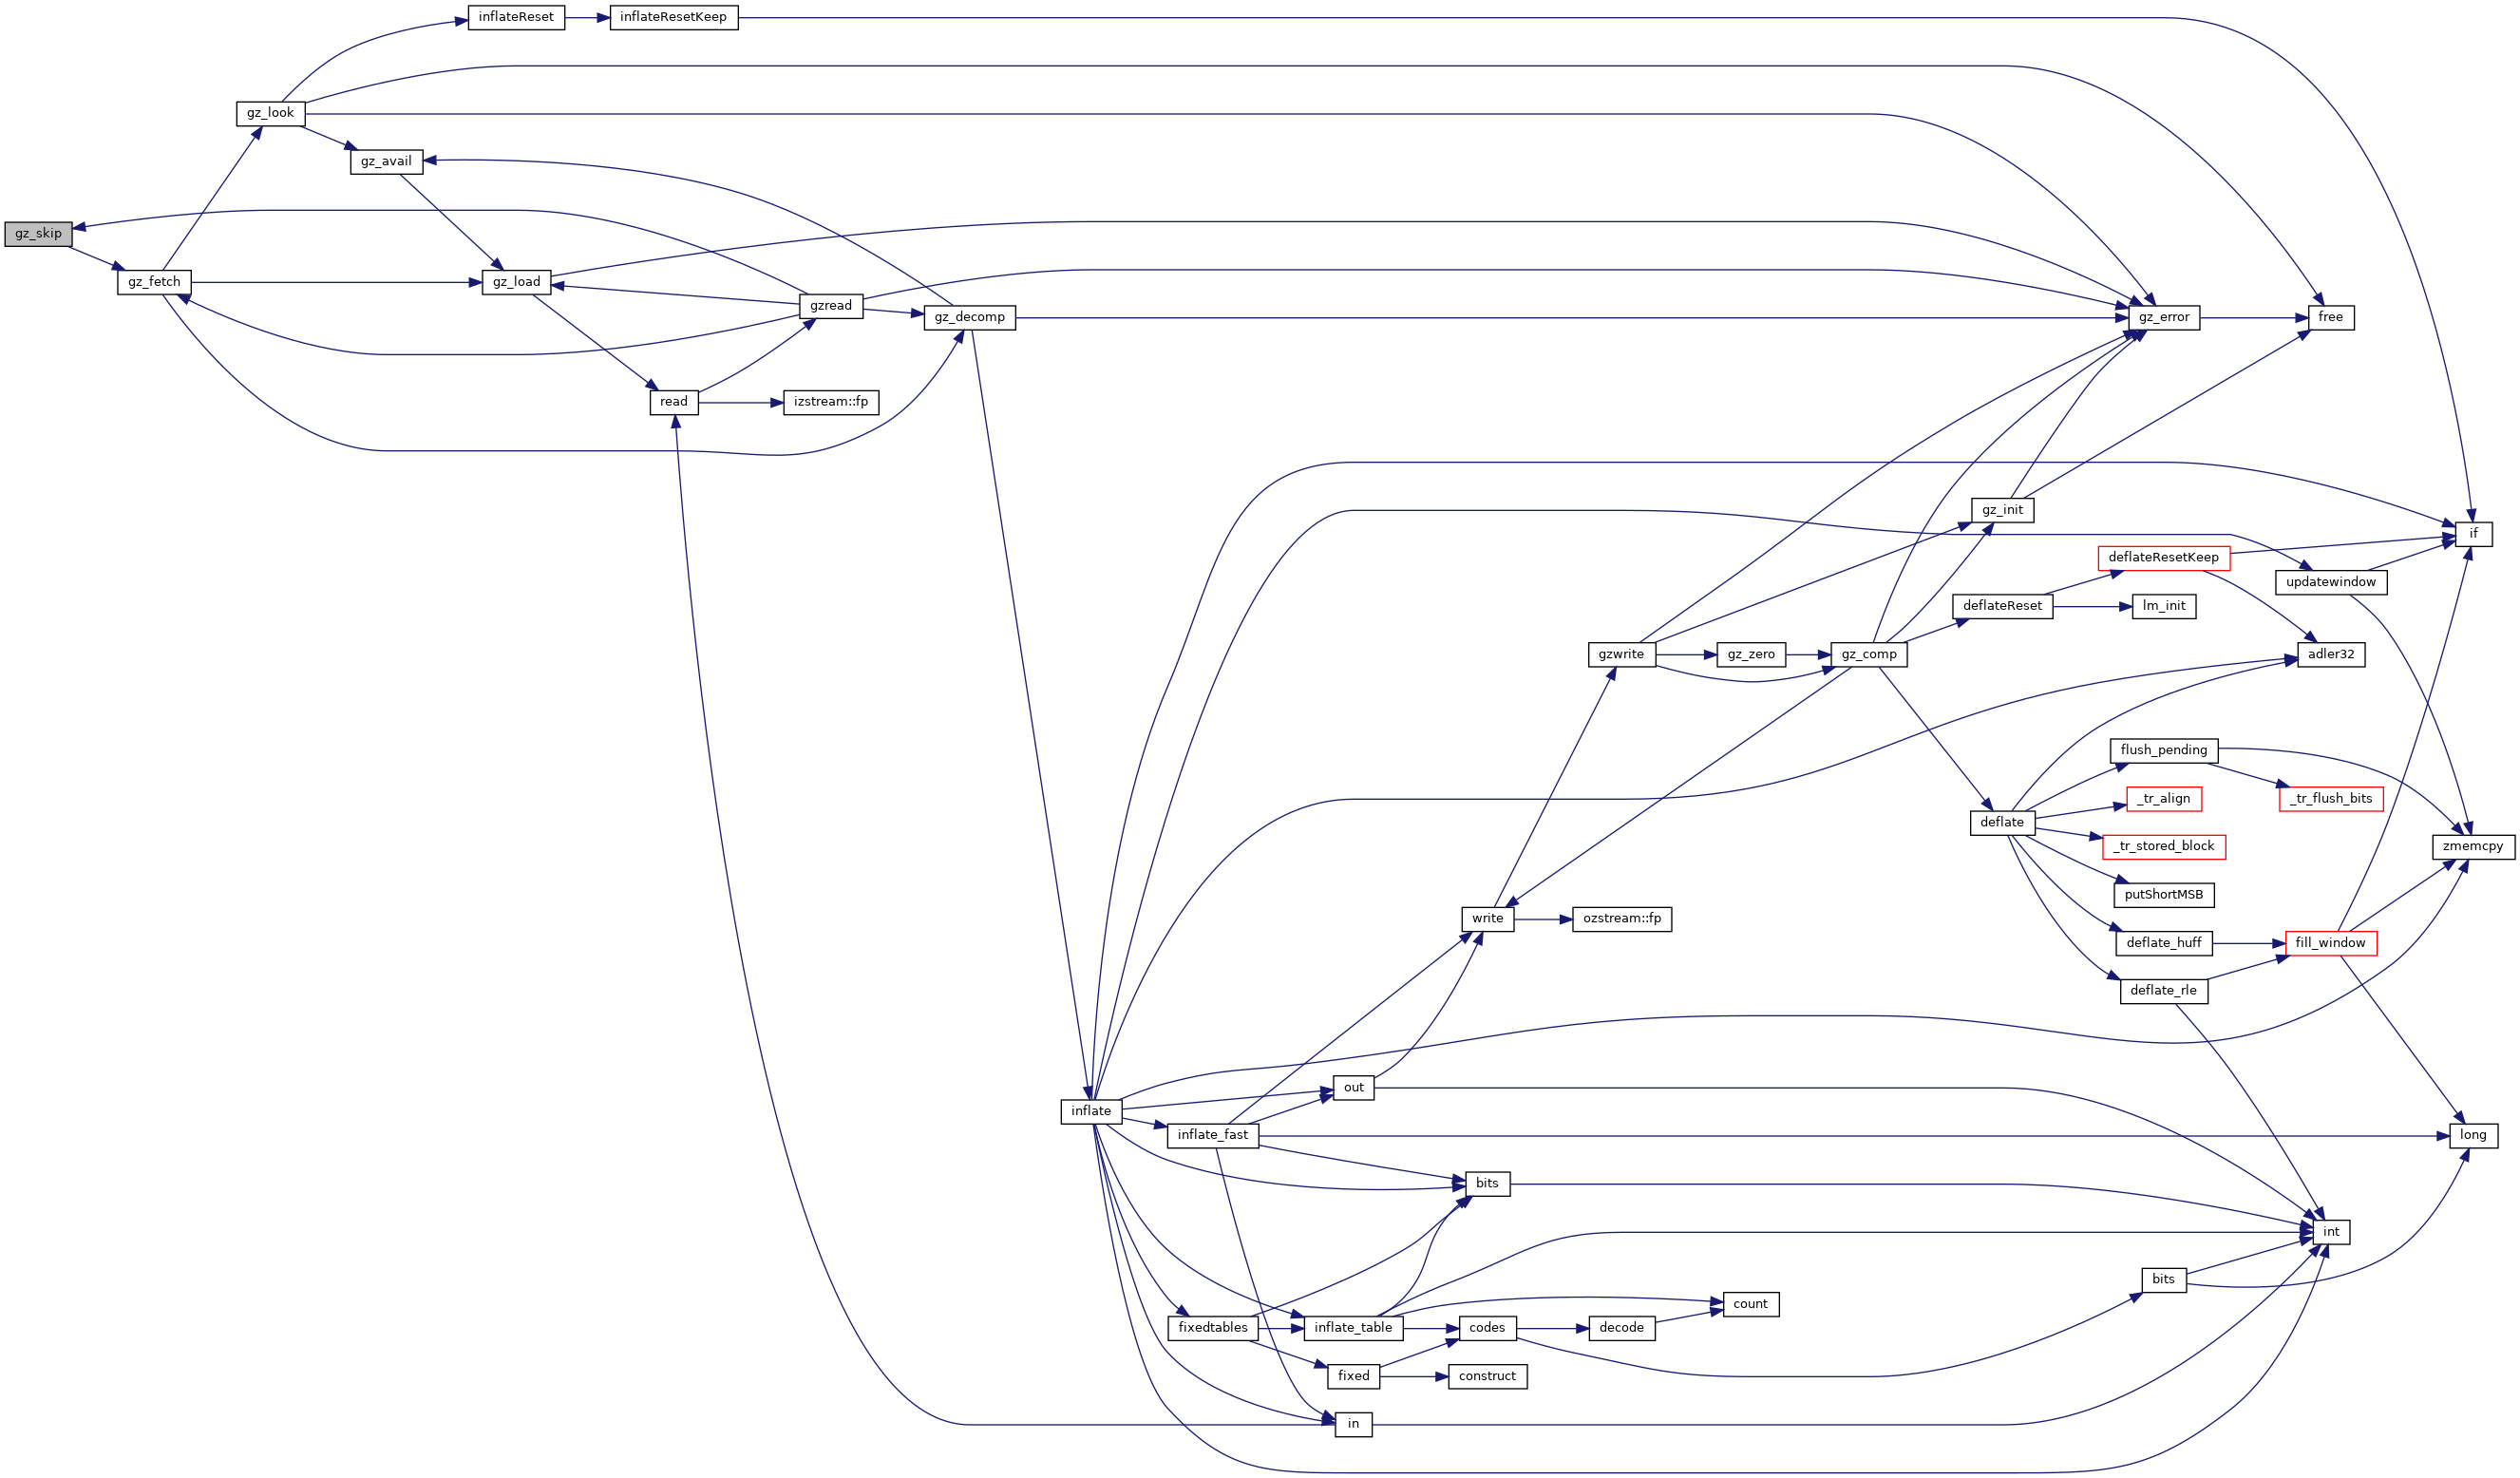 inflateReset
inflateResetKeep
gz_look
gz_avail
gz_skip
gz_fetch
gz_load
gzread
gz_decomp
gz_error
free
read
izstream::fp
gz_init
if
deflateResetKeep
updatewindow
deflateReset
lm_init
gzwrite
gz_zero
gz_comp
adler32
flush_pending
_tr_align
_tr_flush_bits
deflate
_tr_stored_block
zmemcpy
putShortMSB
write
ozstream::fp
deflate_huff
fill_window
deflate_rle
out
inflate
inflate_fast
long
bits
int
bits
count
fixedtables
inflate_table
codes
decode
fixed
construct
in